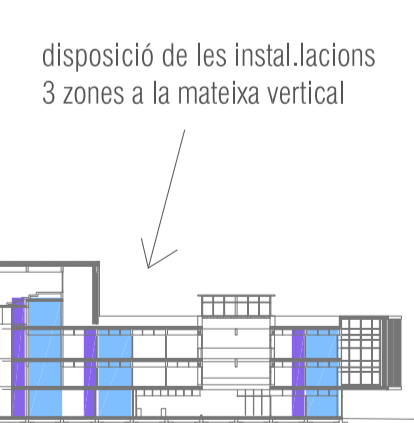 disposició de les instal.lacions
3 zones a la mateixa vertical